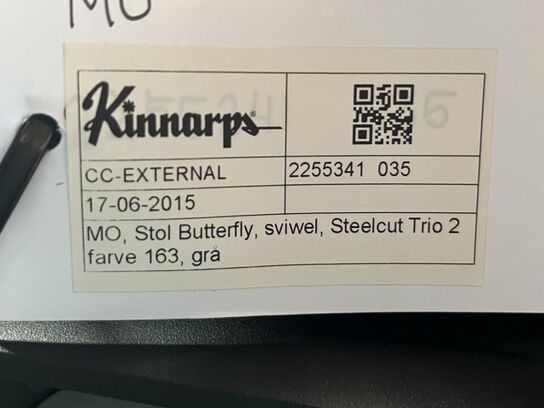 MO
Kinnarps
CC-EXTERNAL 2255341 035
17-06-2015
MO, Stol Butterfly, sviwel, Steelcut Trio 2
farve 163, grå